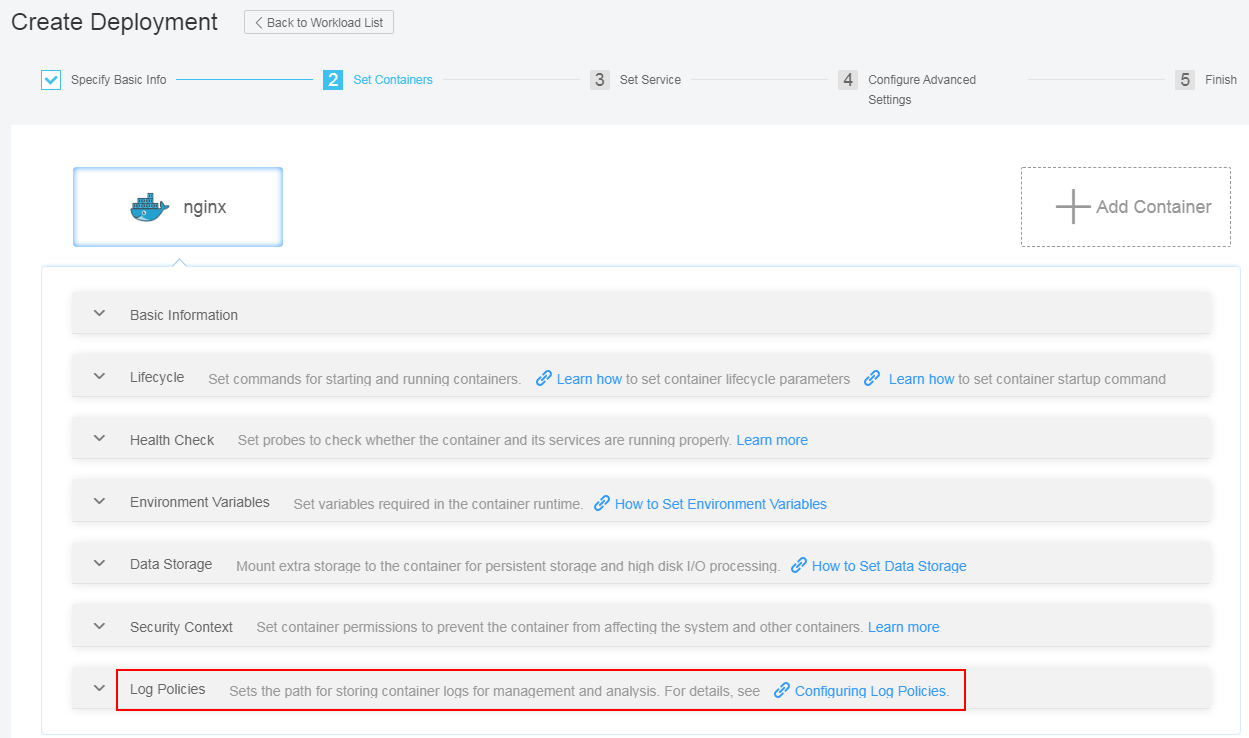 Create Deployment
Back to Workload List
Specify Basic Info
2 Set Containers
3 Set Service
4 Configure Advanced Settings
5 Finish
nginx
Add Container
Basic Information
Lifecycle Set commands for starting and running containers. Learn how to set container lifecycle parameters Learn how to set container startup command
Health Check Set probes to check whether the container and its services are running properly. Learn more
Environment Variables Set variables required in the container runtime. How to Set Environment Variables
Data Storage Mount extra storage to the container for persistent storage and high disk I/O processing. How to Set Data Storage
Security Context Set container permissions to prevent the container from affecting the system and other containers. Learn more
Log Policies Sets the path for storing container logs for management and analysis. For details, see Configuring Log Policies.